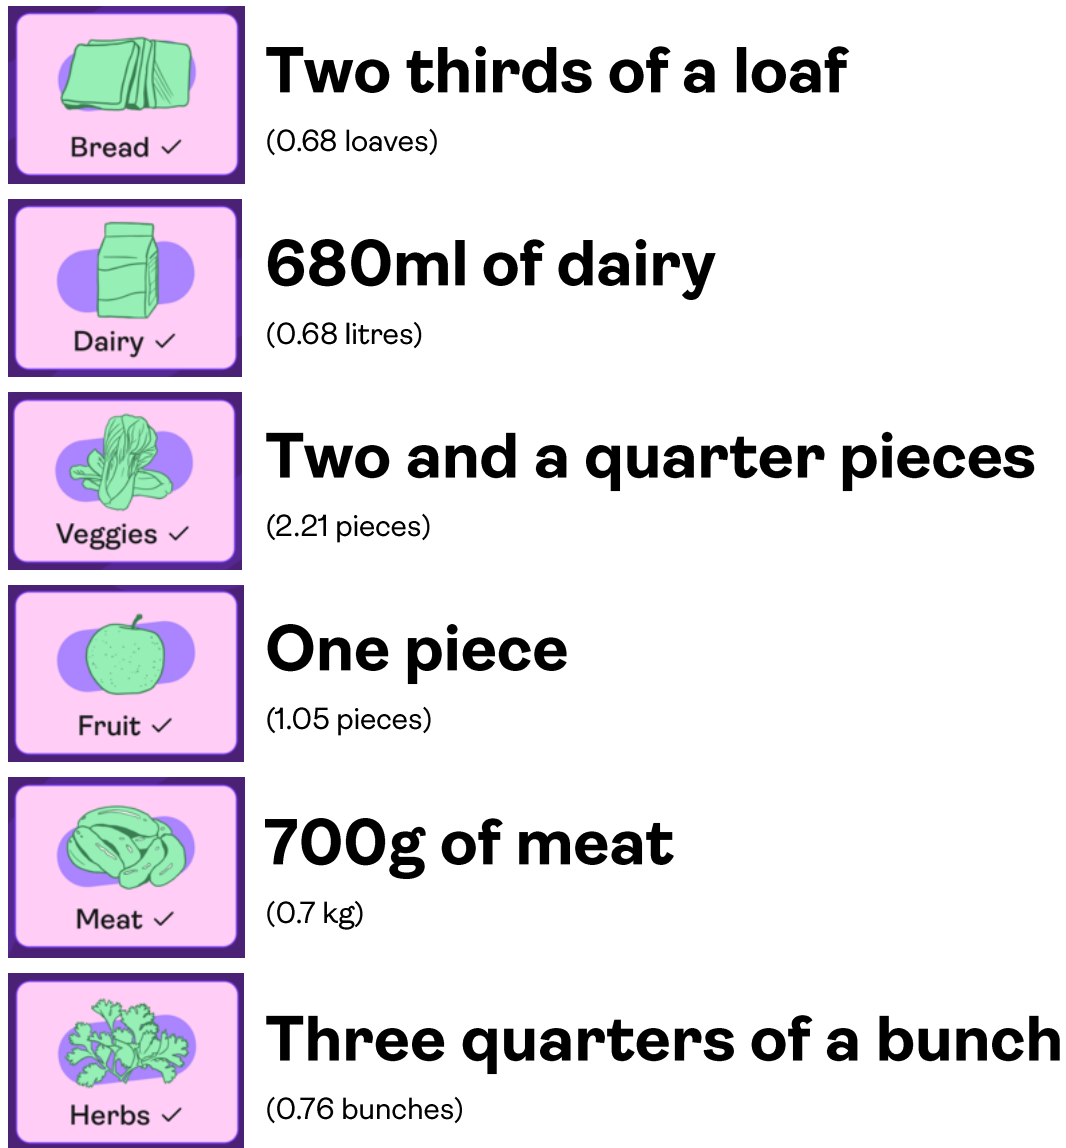 Two thirds of a loaf
(0.68 loaves)
Bread ✓
680ml of dairy
(0.68 litres)
Dairy ✓
Two and a quarter pieces
(2.21 pieces)
Veggies ✓
One piece
(1.05 pieces)
Fruit ✓
700g of meat
(0.7 kg)
Meat ✓
Three quarters of a bunch
(0.76 bunches)
Herbs ✓